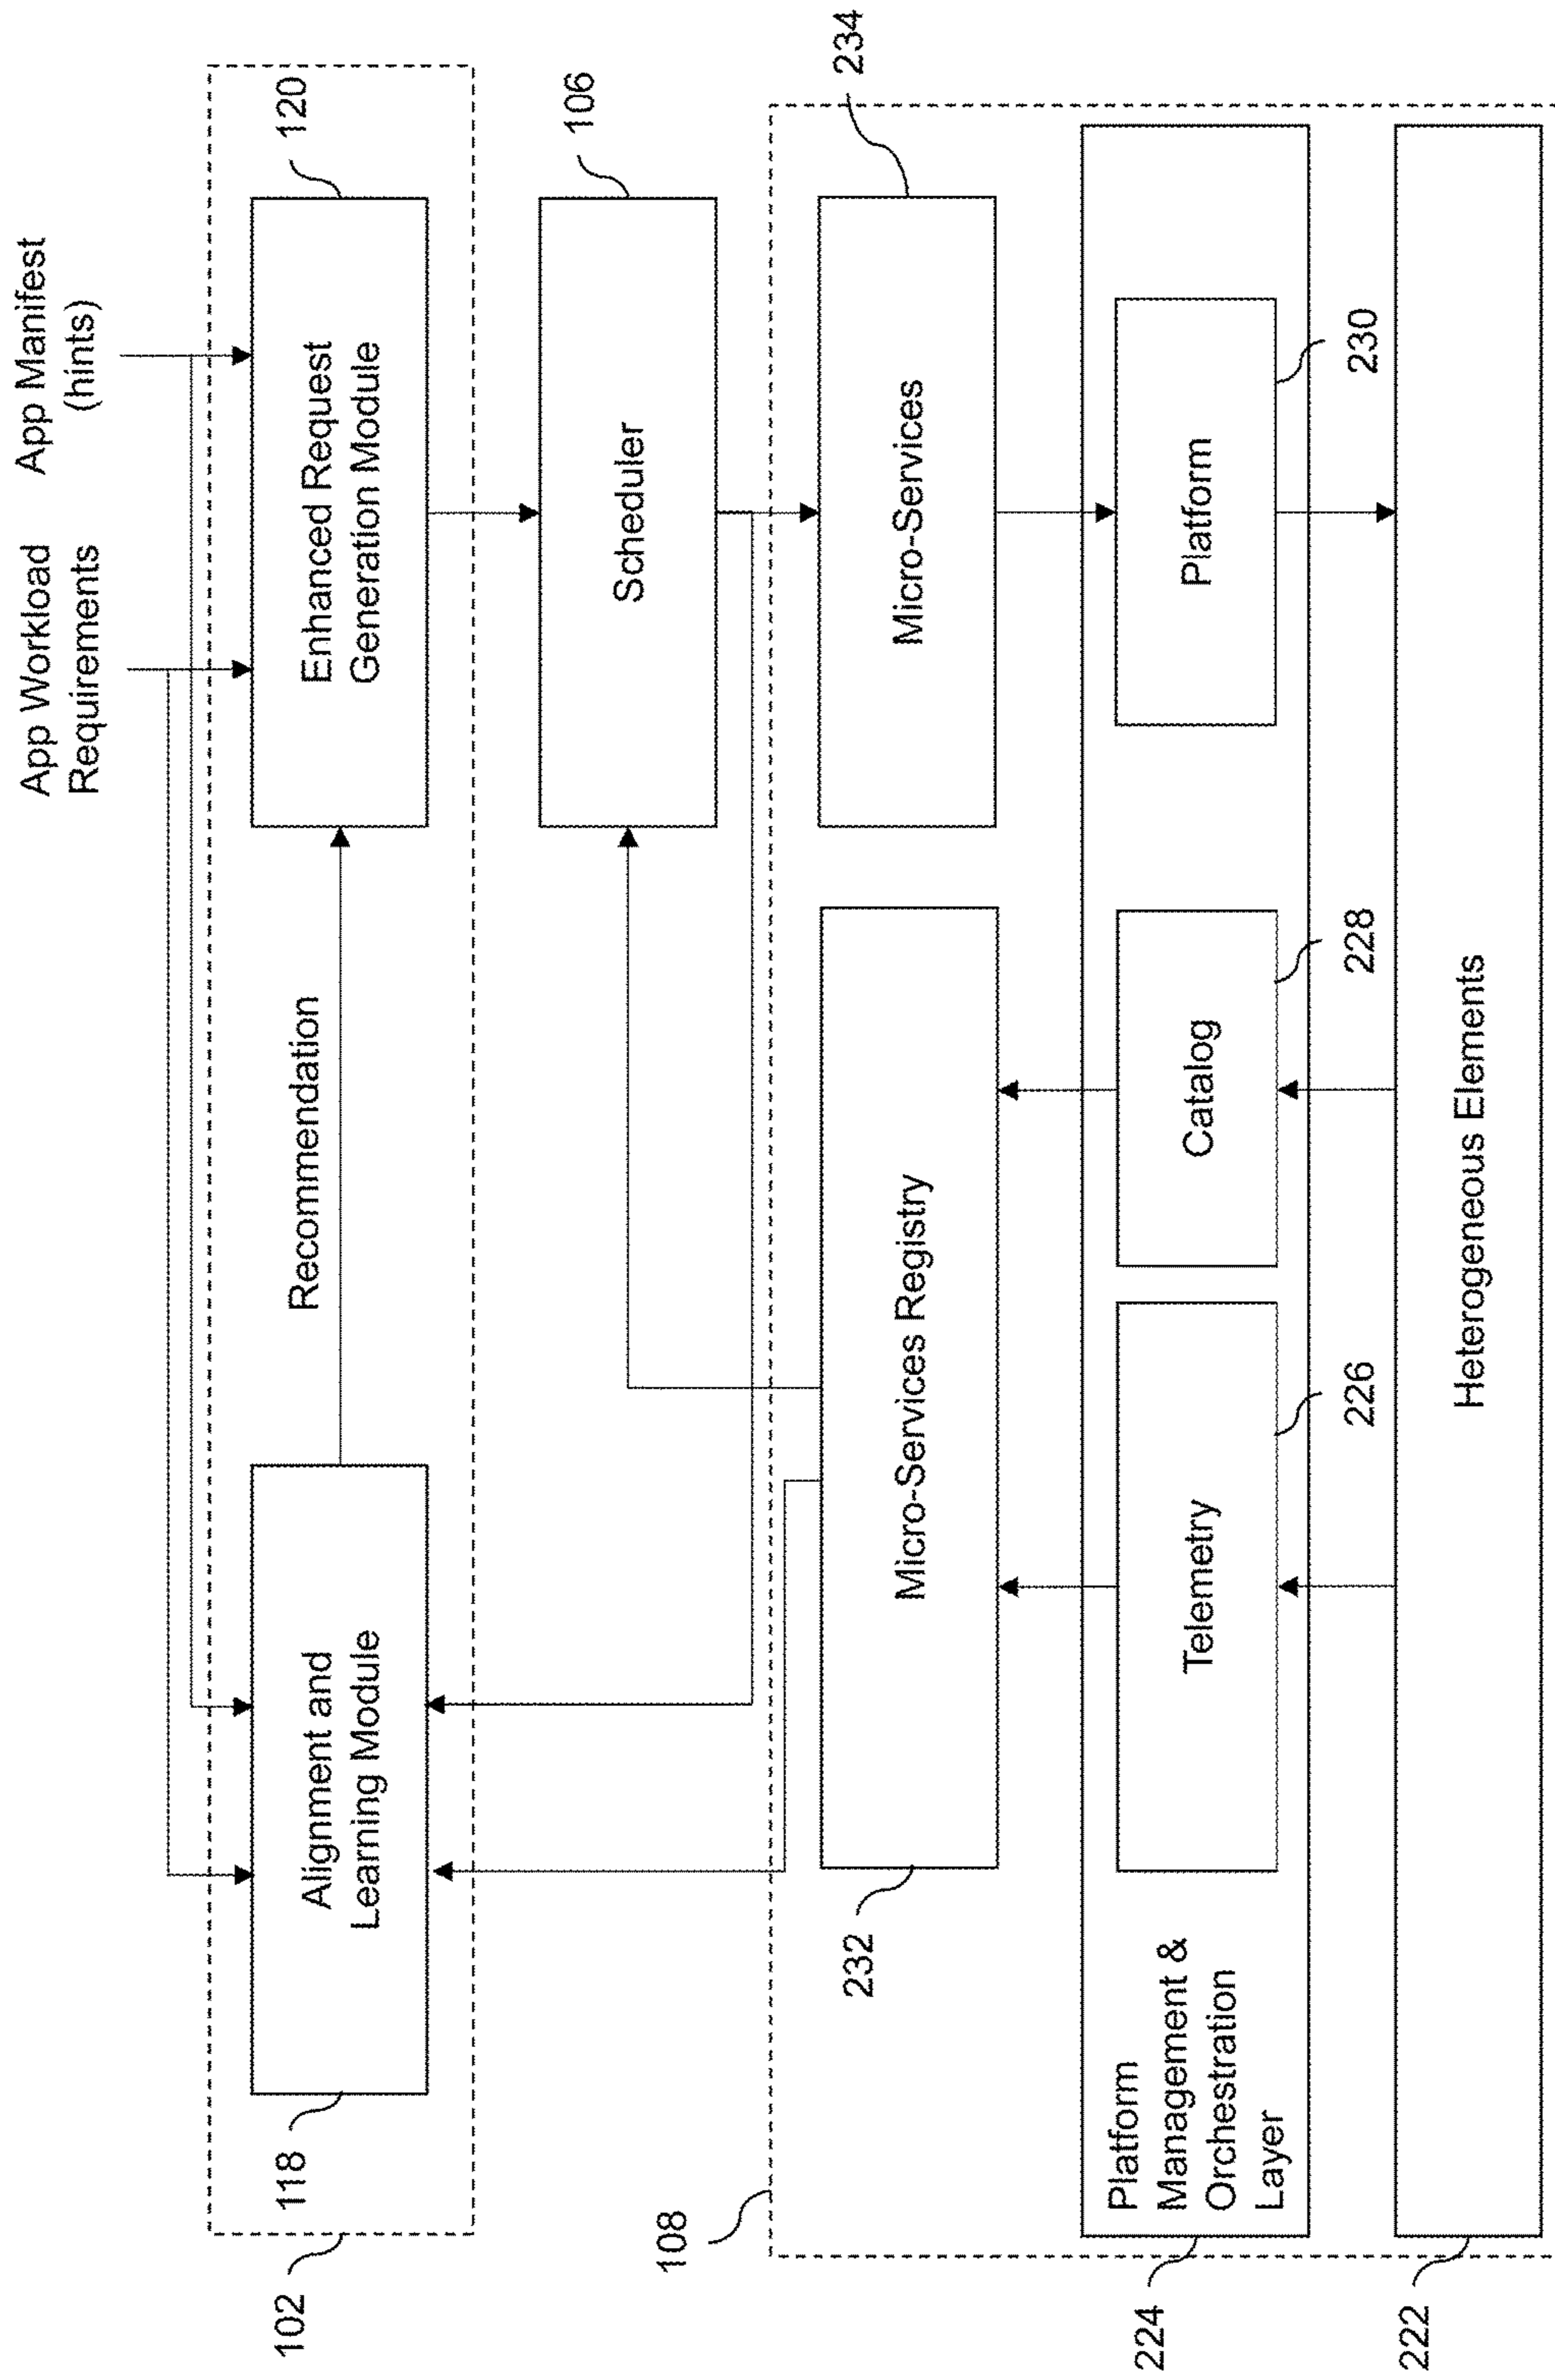 App Workload
Requirements
App Manifest
(hints)
102
118
Alignment and
Learning Module
Recommendation
Enhanced Request
Generation Module
120
Scheduler
106
108
232
Micro-Services Registry
Micro-Services
234
224
Platform
Management &
Orchestration
Layer
Telemetry
226
Catalog
228
Platform
230
222
Heterogeneous Elements